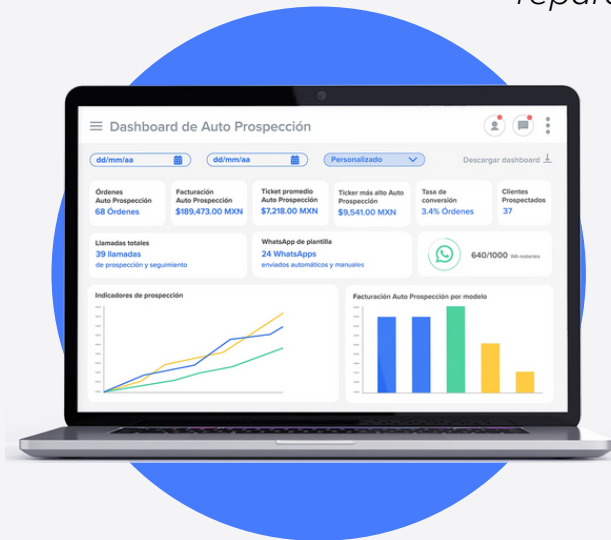 Dashboard de Auto Prospección
dd/mm/aa
dd/mm/aa
Personalizado
Descargar dashboard
Órdenes
Auto Prospección
68 Órdenes
Facturación
Auto Prospección
$189,473.00 MXN
Ticket promedio
Auto Prospección
$7,218.00 MXN
Ticker más alto Auto
Prospección
$9,541.00 MXN
Tasa de
conversión
3.4% Órdenes
Clientes
Prospectados
37
Llamadas totales
39 llamadas
de prospección y seguimiento
WhatsApp de plantilla
24 WhatsApps
enviados automáticos y manuales
640/1000 WA restantes
Indicadores de prospección
Facturación Auto Prospección por modelo